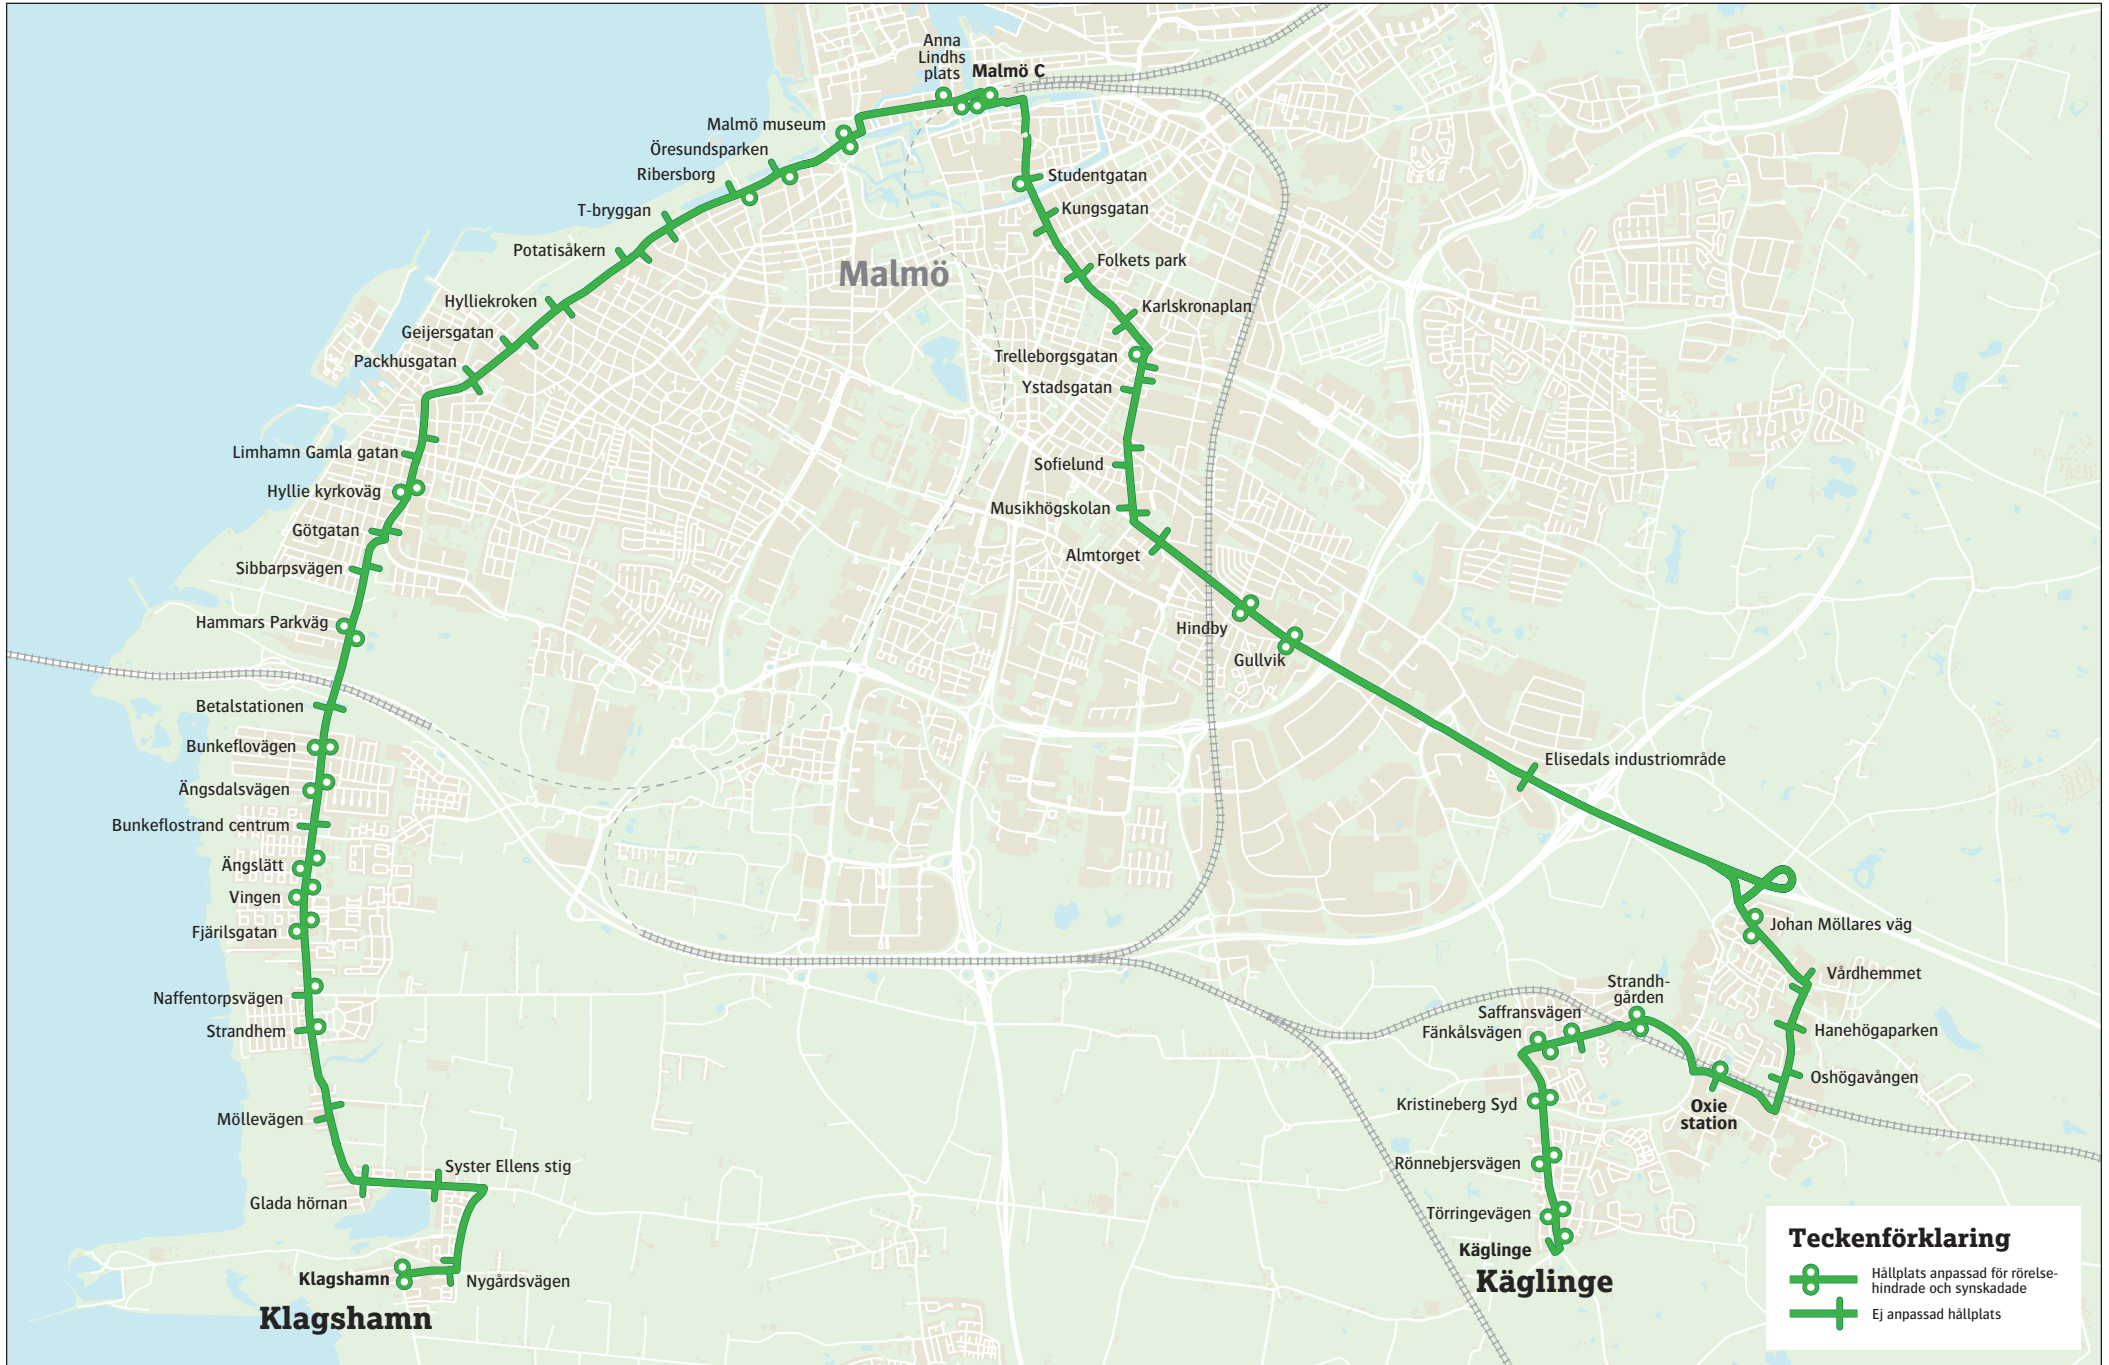 Anna
Lindhs
plats
Malmö C
Malmö museum
Öresundsparken
Ribersborg
T-bryggan
Potatisåkern
Hylliekroken
Geijersgatan
Packhusgatan
Limhamn Gamla gatan
Hyllie kyrkoväg
Götgatan
Sibbarpsvägen
Hammars Parkväg
Betalstationen
Bunkeflovägen
Ängsdalsvägen
Bunkeflostrand centrum
Ängslätt
Vingen
Fjärilsgatan
Naffentorpsvägen
Strandhem
Möllevägen
Glada hörnan
Syster Ellens stig
Nygårdsvägen
Klagshamn
Klagshamn
Malmö
Studentgatan
Kungsgatan
Folkets park
Karlskronaplan
Trelleborgsgatan
Ystadsgatan
Sofielund
Musikhögskolan
Almtorget
Hindby
Gullvik
Elisedals industriområde
Johan Möllares väg
Vårdhemmet
Hanehögaparken
Oshögavången
Oxie
station
Strandh-
gården
Saffransvägen
Fänkålsvägen
Kristineberg Syd
Rönnebjersvägen
Törringevägen
Käglinge
Käglinge
Teckenförklaring
Hållplats anpassad för rörelse-
hindrade och synskadade
Ej anpassad hållplats